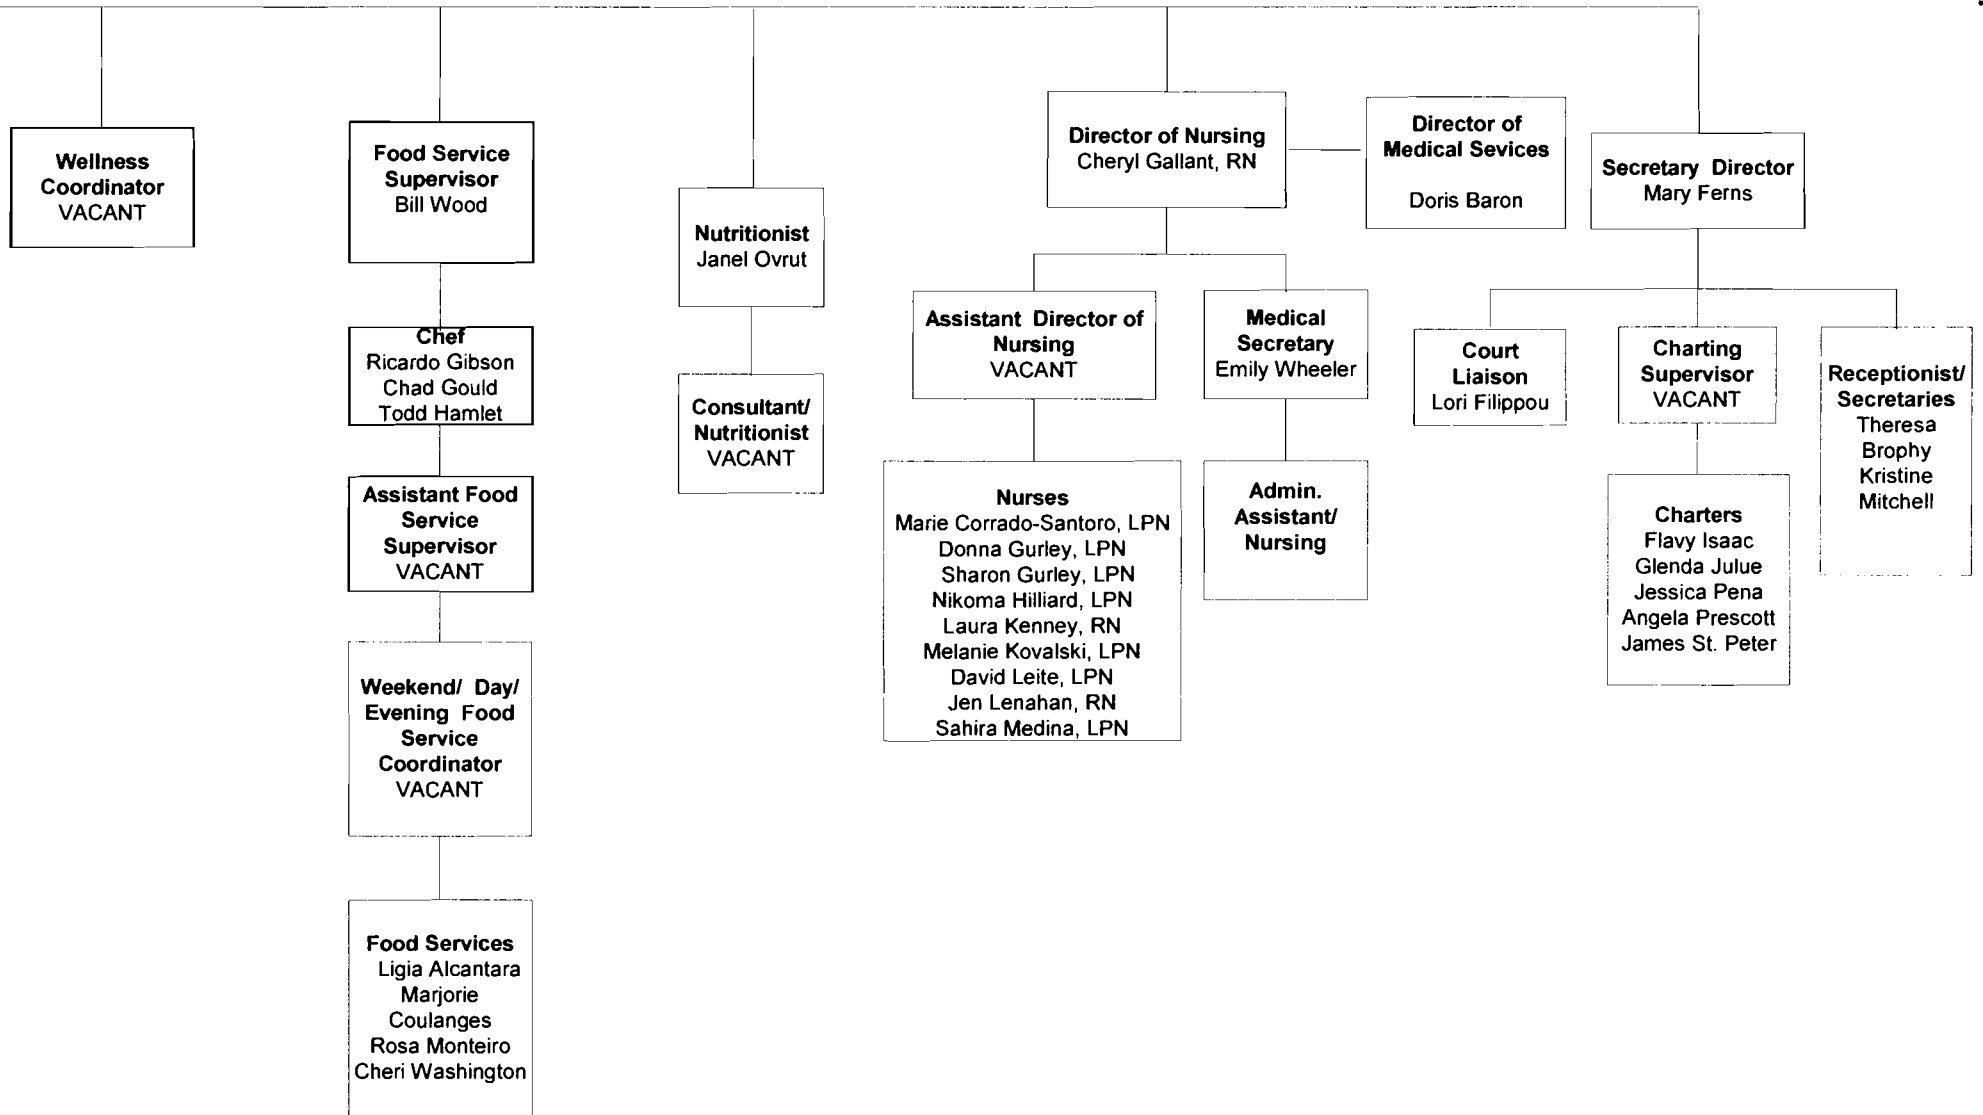 Wellness
Coordinator
VACANT
Food Service
Supervisor
Bill Wood
Chef
Ricardo Gibson
Chad Gould
Todd Hamlet
Assistant Food
Service
Supervisor
VACANT
Weekend/ Day/
Evening Food
Service
Coordinator
VACANT
Food Services
Ligia Alcantara
Marjorie
Coulanges
Rosa Monteiro
Cheri Washington
Nutritionist
Janel Ovrut
Consultant/
Nutritionist
VACANT
Director of Nursing
Cheryl Gallant, RN
Director of
Medical Sevices
Doris Baron
Assistant Director of
Nursing
VACANT
Nurses
Marie Corrado-Santoro, LPN
Donna Gurley, LPN
Sharon Gurley, LPN
Nikoma Hilliard, LPN
Laura Kenney, RN
Melanie Kovalski, LPN
David Leite, LPN
Jen Lenahan, RN
Sahira Medina, LPN
Medical
Secretary
Emily Wheeler
Admin.
Assistant/
Nursing
Secretary Director
Mary Ferns
Court
Liaison
Lori Filippou
Charting
Supervisor
VACANT
Charters
Flavy Isaac
Glenda Julue
Jessica Pena
Angela Prescott
James St. Peter
Receptionist/
Secretaries
Theresa
Brophy
Kristine
Mitchell